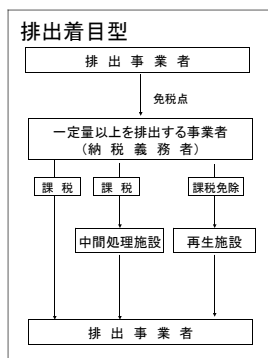 排出着目型
排 出 事 業 者
免税点
一定量以上を排出する事業者
（納 税 義 務 者）
課 税
課 税
課税免除
中間処理施設
再生施設
排 出 事 業 者